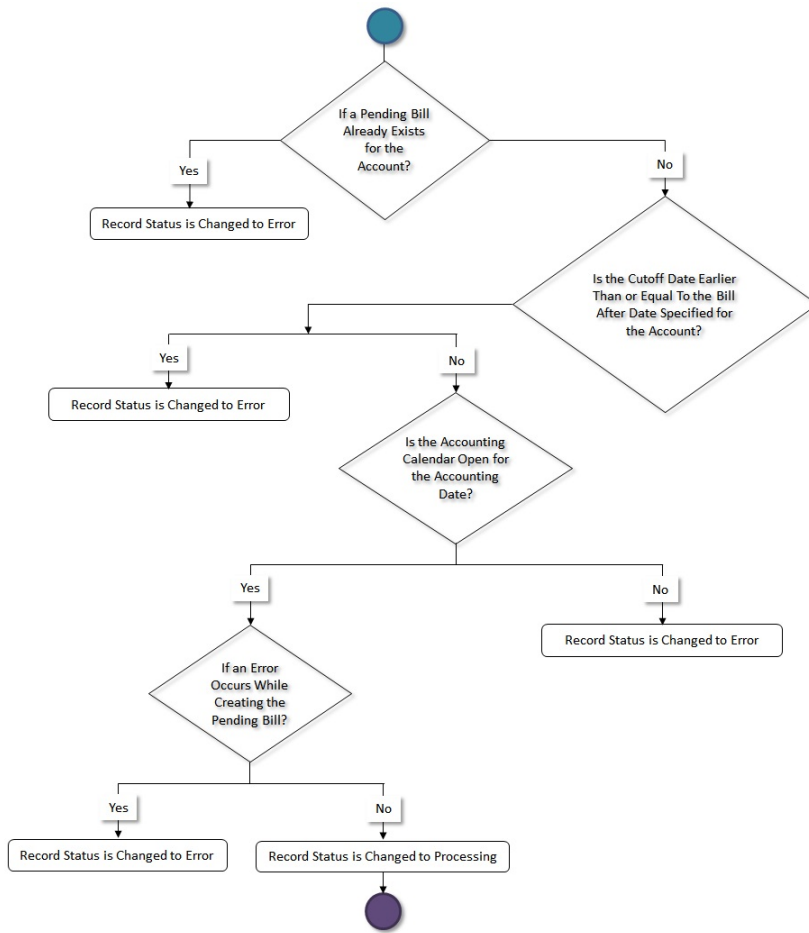 If a Pending Bill
Already Exists
for the
Account?
Yes
No
Record Status is Changed to Error
Is the Cutoff Date Earlier
Than or Equal To the Bill
After Date Specified for
the Account?
Yes
No
Record Status is Changed to Error
Is the Accounting
Calendar Open for
the Accounting
Date?
Yes
No
Record Status is Changed to Error
If an Error
Occurs While
Creating the
Pending Bill?
Yes
No
Record Status is Changed to Error
Record Status is Changed to Processing